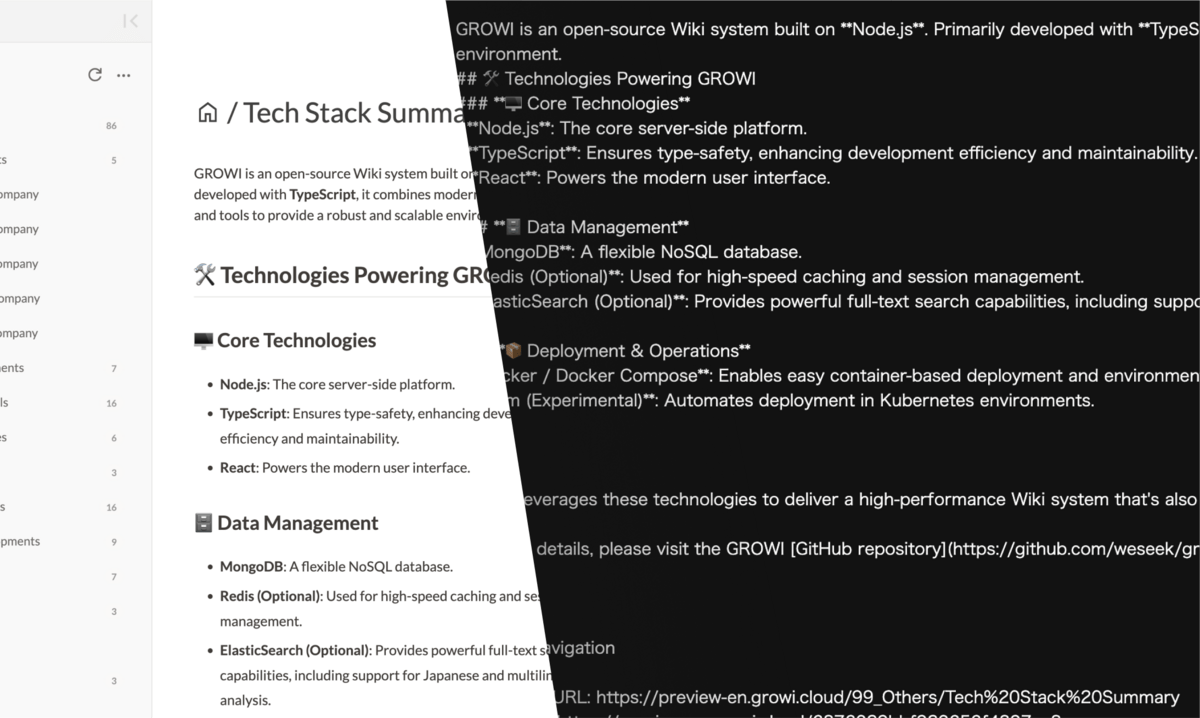 86
5
ompany
ompany
ompany
ompany
ompany
7
16
6
3
16
pments
9
7
3
3
/ Tech Stack Summa
GROWI is an open-source Wiki system built
developed with TypeScript, it combines
and tools to provide a robust and scalable
🛠 Technologies Powering
🖥️ Core Technologies
• Node.js: The core server-side platform.
• TypeScript: Ensures type-safety, enhancing deve
efficiency and maintainability.
• React: Powers the modern user interface.
🗄️ Data Management
• MongoDB: A flexible NoSQL database.
• Redis (Optional): Used for high-speed caching and
management.
• ElasticSearch (Optional): Provides powerful full-text
capabilities, including support for Japanese and
analysis.
GROWI is an open-source Wiki system built on **Node.js**. Primarily developed with **TypeS
environment.
## 🛠 Technologies Powering GROWI
### **🖥️ Core Technologies**
**Node.js**: The core server-side platform.
**TypeScript**: Ensures type-safety, enhancing development efficiency and maintainability.
*React**: Powers the modern user interface.
# **🗄️ Data Management**
MongoDB**: A flexible NoSQL database.
edis (Optional)**: Used for high-speed caching and session management.
asticSearch (Optional)**: Provides powerful full-text search capabilities, including suppo
*📦 Deployment & Operations**
cker / Docker Compose**: Enables easy container-based deployment and environmen
m (Experimental)**: Automates deployment in Kubernetes environments.
everages these technologies to deliver a high-performance Wiki system that's also
details, please visit the GROWI [GitHub repository](https://github.com/weseek/gr
avigation
URL: https://preview-en.growi.cloud/99_Others/Tech%20Stack%20Summary